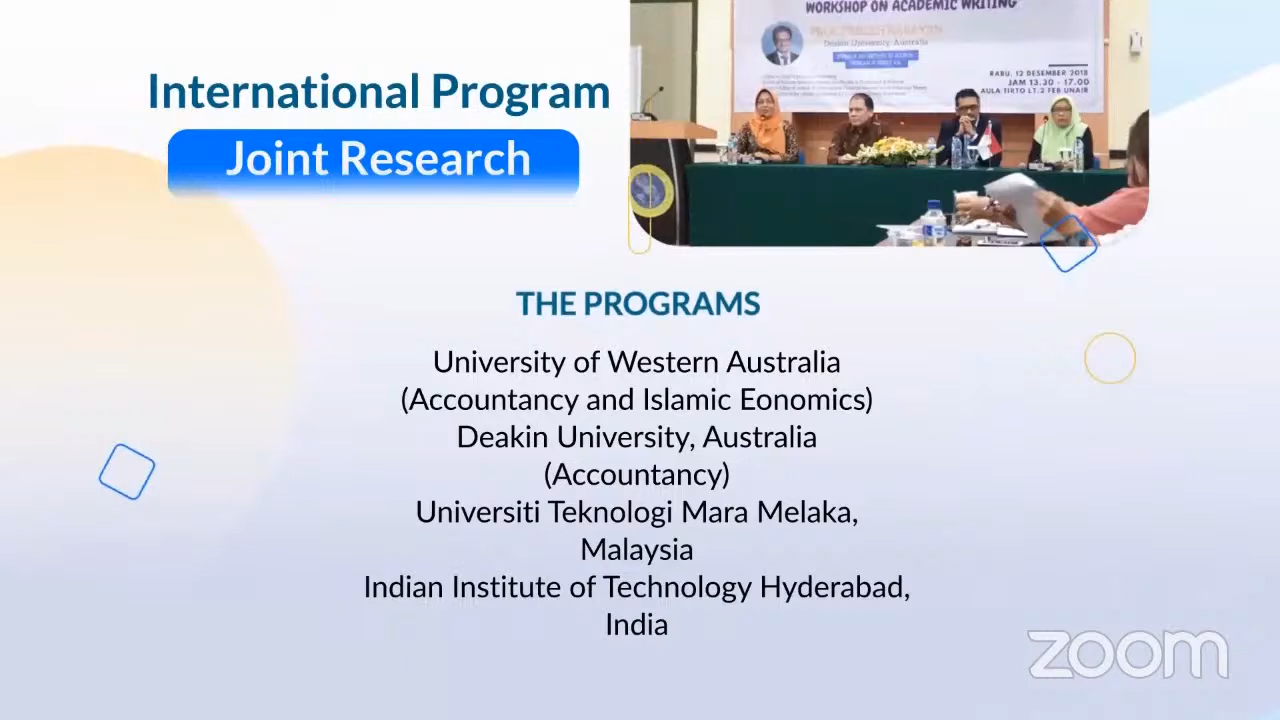 International Program
Joint Research
WORKSHOP ON ACADEMIC WRITING
Deakin University, Australia
RABU, 12 DESEMBER 2018
JAM 13.30 - 17.00
AULA TIRTO LT.2 FEB UNAIR
THE PROGRAMS
University of Western Australia
(Accountancy and Islamic Eonomics)
Deakin University, Australia
(Accountancy)
Universiti Teknologi Mara Melaka,
Malaysia
Indian Institute of Technology Hyderabad,
India
zoom